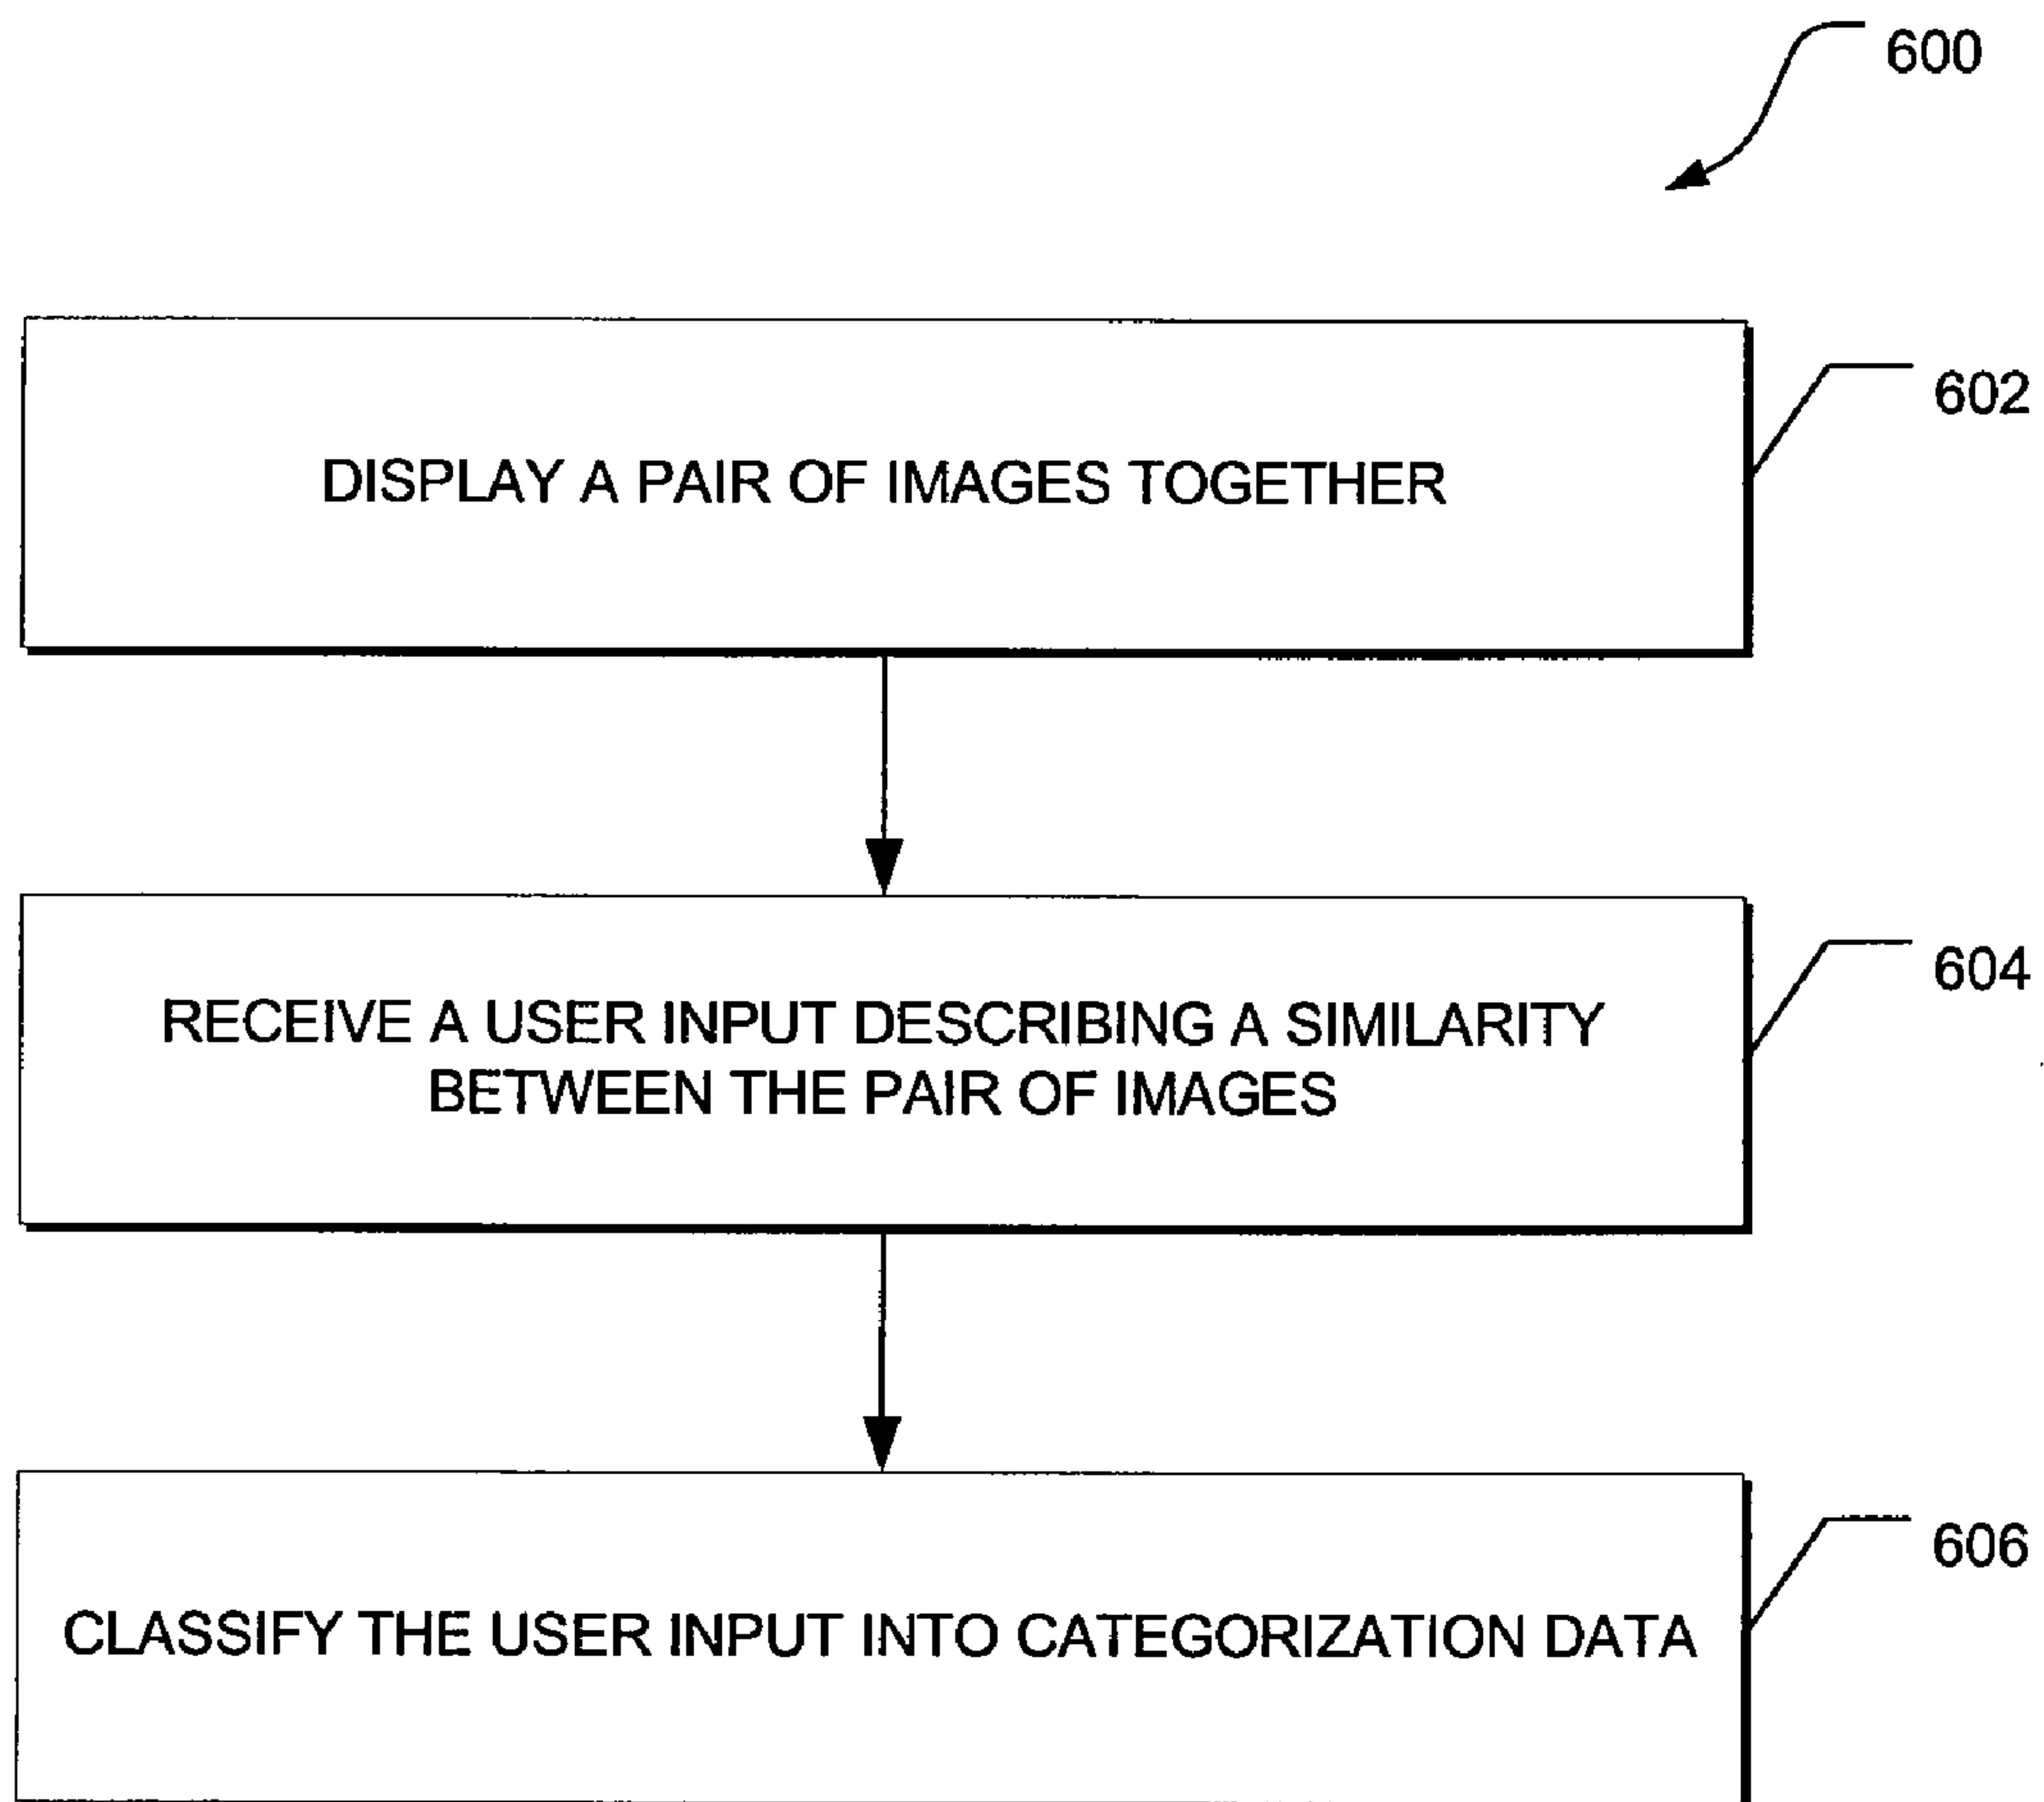 600
602
DISPLAY A PAIR OF IMAGES TOGETHER
604
RECEIVE A USER INPUT DESCRIBING A SIMILARITY
BETWEEN THE PAIR OF IMAGES
606
CLASSIFY THE USER INPUT INTO CATEGORIZATION DATA